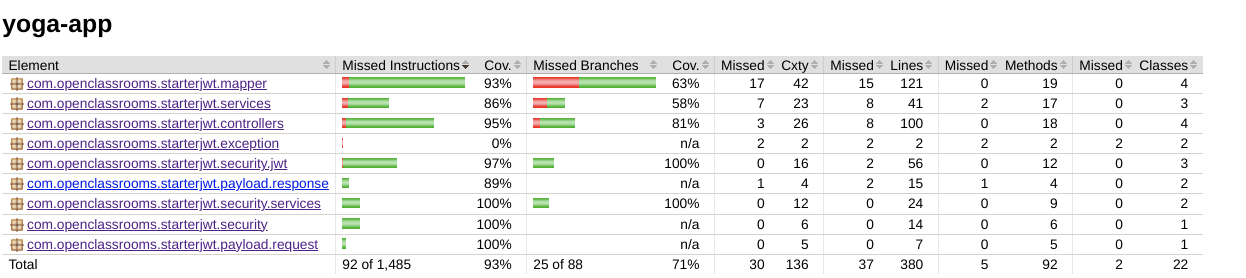 yoga-app
Element Missed Instructions Cov. Missed Branches Cov. Missed Cxty Missed Lines Missed Methods Missed Classes
com.openclassrooms.starterjwt.mapper 93% 63% 17 42 15 121 0 19 0 4
com.openclassrooms.starterjwt.services 86% 58% 7 23 8 41 2 17 0 3
com.openclassrooms.starterjwt.controllers 95% 81% 3 26 8 100 0 18 0 4
com.openclassrooms.starterjwt.exception 0% n/a 2 2 2 2 2 2 2 2
com.openclassrooms.starterjwt.security.jwt 97% 100% 0 16 2 56 0 12 0 3
com.openclassrooms.starterjwt.payload.response 89% n/a 1 4 2 15 1 4 0 2
com.openclassrooms.starterjwt.security.services 100% 100% 0 12 0 24 0 9 0 2
com.openclassrooms.starterjwt.security 100% n/a 0 6 0 14 0 6 0 1
com.openclassrooms.starterjwt.payload.request 100% n/a 0 5 0 7 0 5 0 1
Total 92 of 1,485 93% 25 of 88 71% 30 136 37 380 5 92 2 22